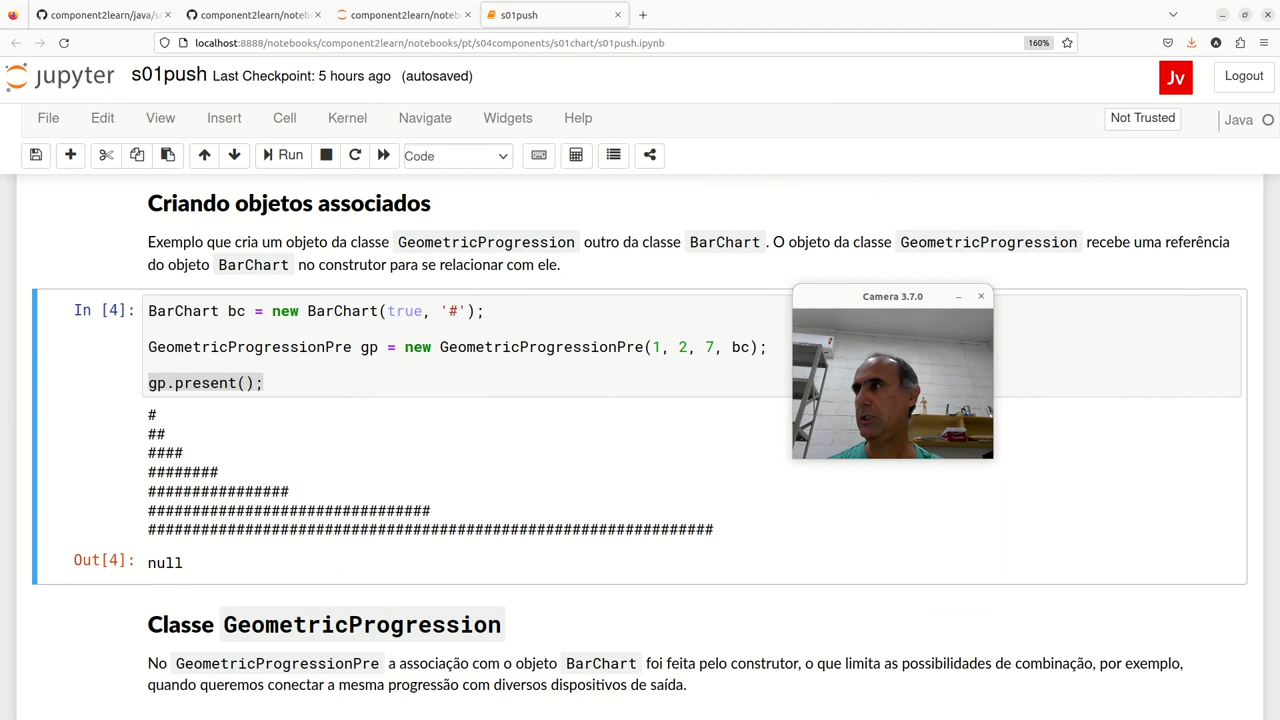 component2learn/java/s
component2learn/noteb
component2learn/noteb
s01push
localhost:8888/notebooks/component2learn/notebooks/pt/s04components/s01chart/s01push.ipynb
160%
jupyter s01push Last Checkpoint: 5 hours ago (autosaved)
Jv
Logout
File Edit View Insert Cell Kernel Navigate Widgets Help
Not Trusted
Java
Run
Code
Criando objetos associados
Exemplo que cria um objeto da classe GeometricProgression outro da classe BarChart . O objeto da classe GeometricProgression recebe uma referência
do objeto BarChart no construtor para se relacionar com ele.
In [4]: BarChart bc = new BarChart(true, '#');
GeometricProgressionPre gp = new GeometricProgressionPre(1, 2, 7, bc);
gp.present();
Camera 3.7.0
#
##
####
########
################
################################
################################################################
Out[4]: null
Classe GeometricProgression
No GeometricProgressionPre a associação com o objeto BarChart foi feita pelo construtor, o que limita as possibilidades de combinação, por exemplo,
quando queremos conectar a mesma progressão com diversos dispositivos de saída.